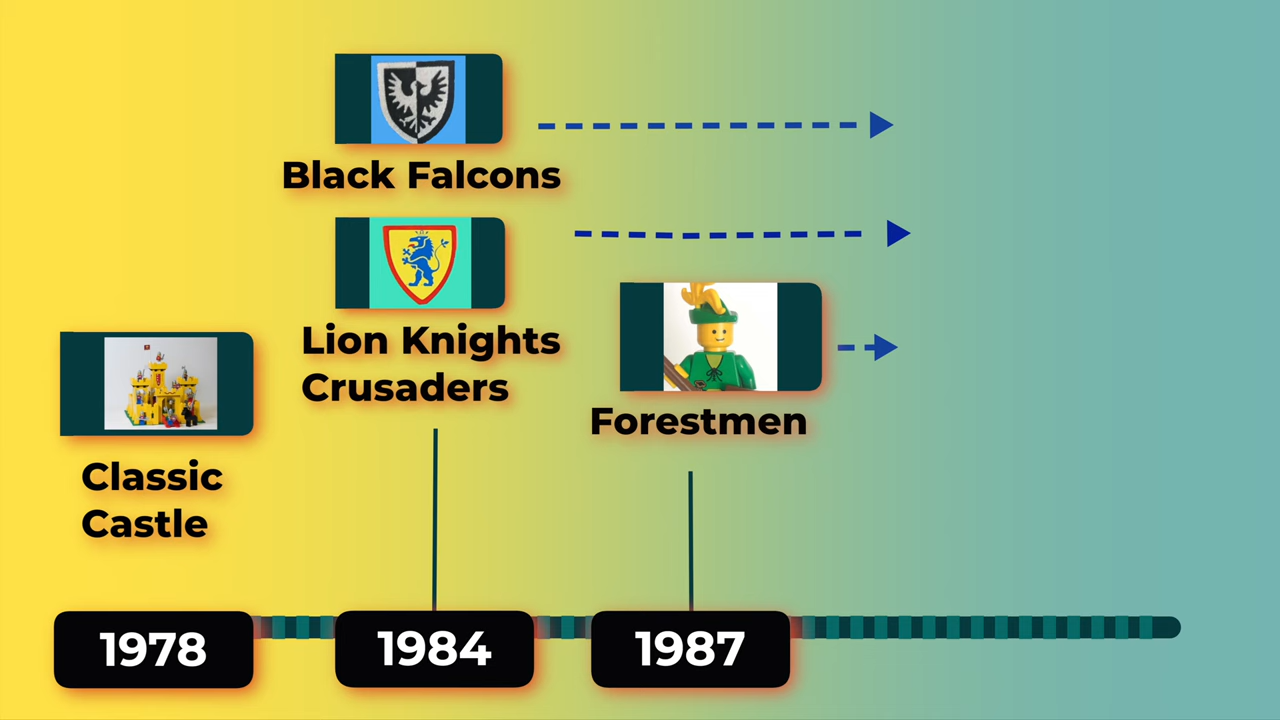 Black Falcons
Lion Knights
Crusaders
Forestmen
Classic
Castle
1978
1984
1987